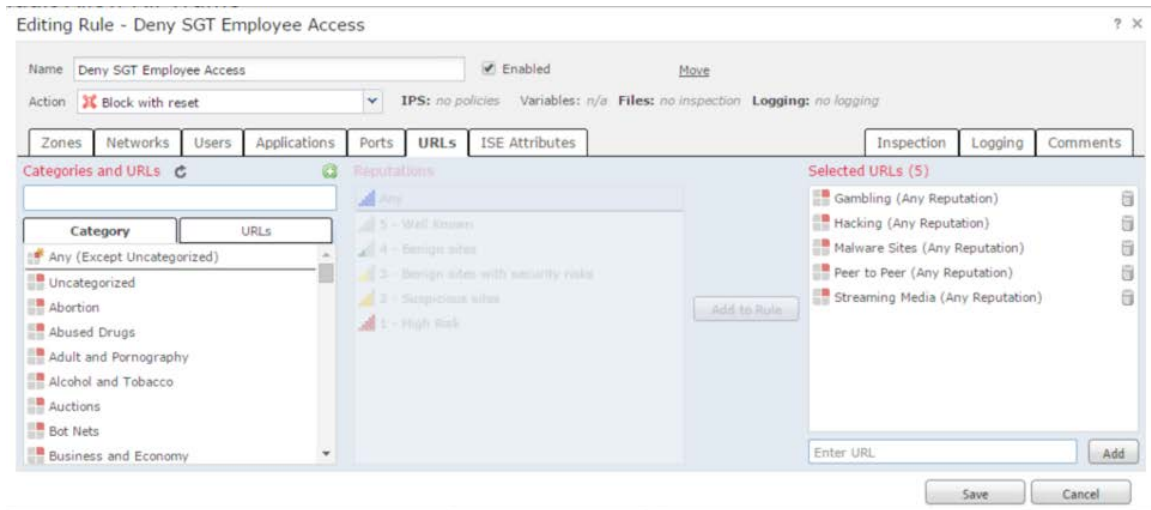 Editing Rule - Deny SGT Employee Access
? ×
Name Deny SGT Employee Access Enabled Move
Action Block with reset IPS: no policies Variables: n/a Files: no inspection Logging: no logging
Zones Networks Users Applications Ports URLs ISE Attributes Inspection Logging Comments
Categories and URLs
Category URLs
Any (Except Uncategorized)
Uncategorized
Abortion
Abused Drugs
Adult and Pornography
Alcohol and Tobacco
Auctions
Bot Nets
Business and Economy
Reputations
Any
5 - Well Known
4 - Benign sites
3 - Benign sites with security risks
2 - Suspicious sites
1 - High Risk
Add to Rule
Selected URLs (5)
Gambling (Any Reputation)
Hacking (Any Reputation)
Malware Sites (Any Reputation)
Peer to Peer (Any Reputation)
Streaming Media (Any Reputation)
Enter URL Add
Save Cancel